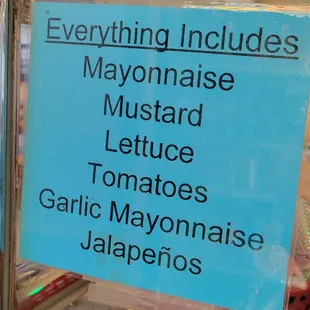 Everything Includes
Mayonnaise
Mustard
Lettuce
Tomatoes
Garlic Mayonnaise
Jalapeños